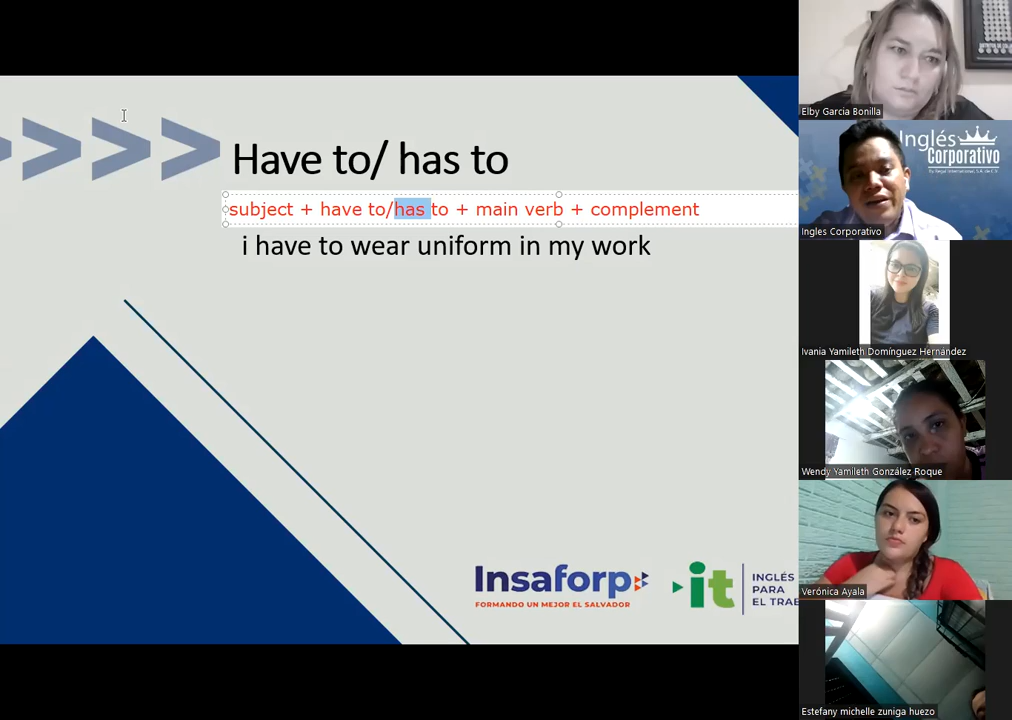 Have to/ has to
subject + have to/has to + main verb + complement
i have to wear uniform in my work
Insaforp
FORMANDO UN MEJOR EL SALVADOR
it
INGLÉS
PARA
EL TRA
Elby Garcia Bonilla
Inglés
Corporativo
Ingles Corporativo
Ivania Yamileth Domínguez Hernández
Wendy Yamileth González Roque
Verónica Ayala
Estefany michelle zuniga huezo